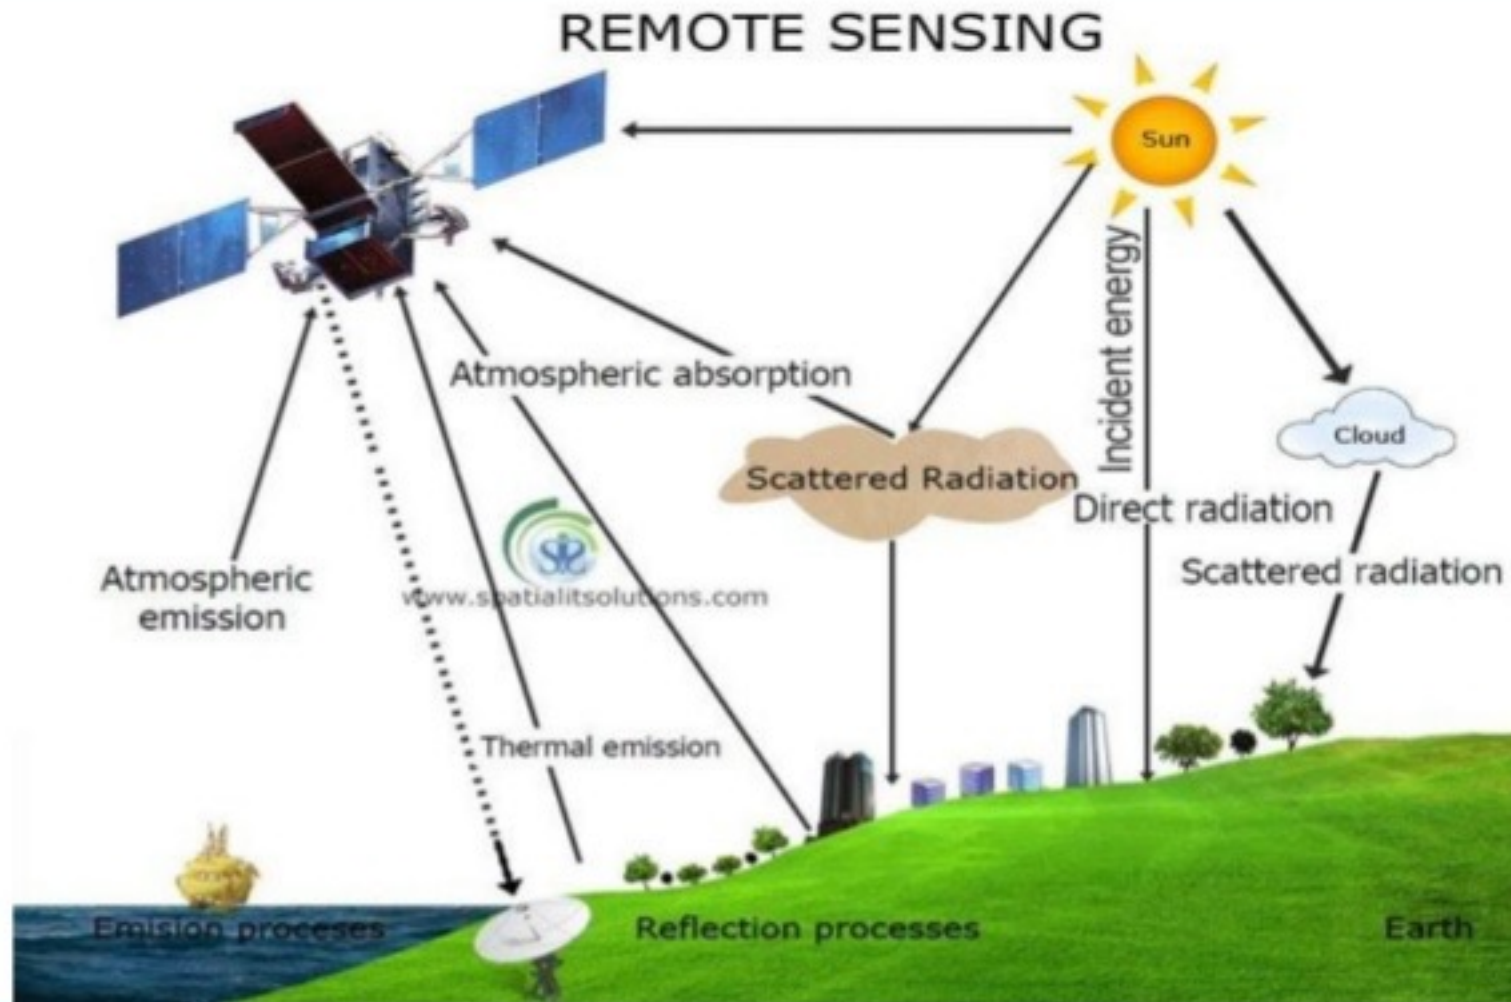 REMOTE SENSING
Sun
Incident energy
Atmospheric absorption
Cloud
Scattered Radiation
Direct radiation
Scattered radiation
Atmospheric
emission
SIS
www.spatialitsolutions.com
Thermal emission
Emision proceses
Reflection processes
Earth